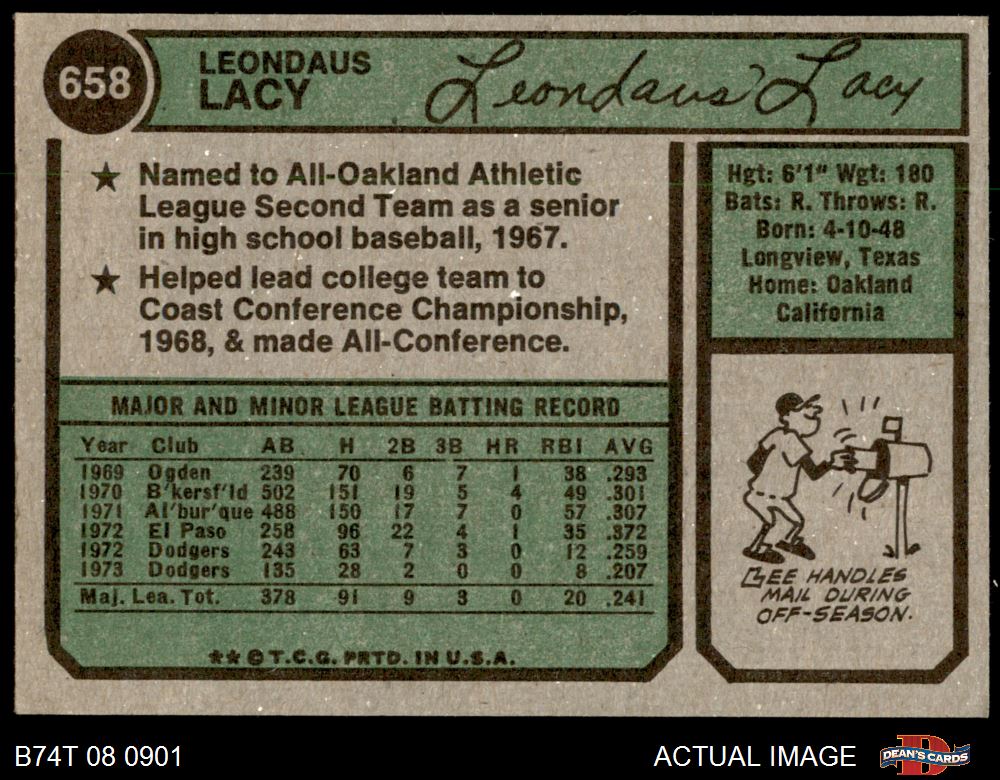 658
LEONDAUS
LACY
Leondaus Lacy
★ Named to All-Oakland Athletic
League Second Team as a senior
in high school baseball, 1967.
★ Helped lead college team to
Coast Conference Championship,
1968, & made All-Conference.
Hgt: 6'1" Wgt: 180
Bats: R. Throws: R.
Born: 4-10-48
Longview, Texas
Home: Oakland
California
MAJOR AND MINOR LEAGUE BATTING RECORD
Year Club AB H 2B 3B HR RBI AVG
1969 Ogden 239 70 6 7 1 38 .293
1970 B'kersf'ld 502 151 19 5 4 49 .301
1971 Al'bur'que 488 150 17 7 0 57 .307
1972 El Paso 258 96 22 4 1 35 .372
1972 Dodgers 243 63 7 3 0 12 .259
1973 Dodgers 135 28 2 0 0 8 .207
Maj. Lea. Tot. 378 91 9 3 0 20 .241
★★ © T.C.G. PRTD. IN U.S.A.
LEE HANDLES
MAIL DURING
OFF-SEASON.
B74T 08 0901
ACTUAL IMAGE
DEAN'S CARDS